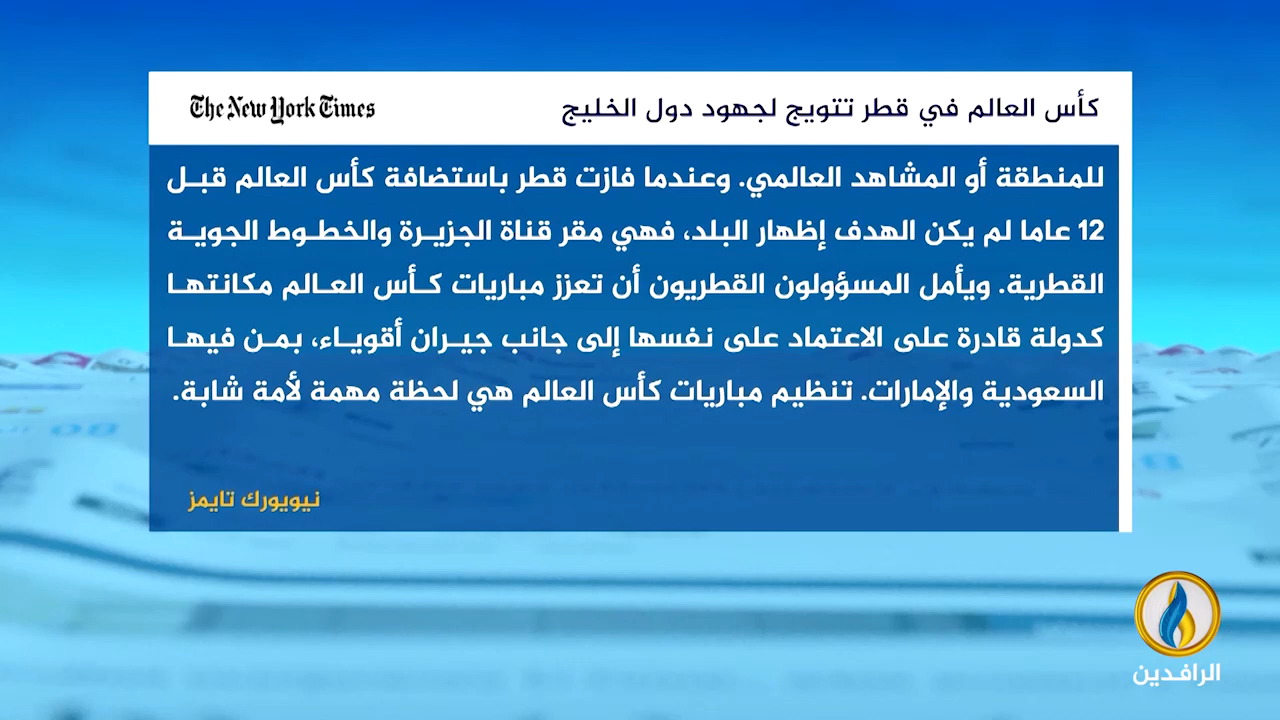 كأس العالم في قطر تتويج لجهود دول الخليج
The New York Times
للمنطقة أو المشاهد العالمي. وعندما فازت قطر باستضافة كأس العالم قبل
12 عاما لم يكن الهدف إظهار البلد، فهي مقر قناة الجزيرة والخطوط الجوية
القطرية. ويأمل المسؤولون القطريون أن تعزز مباريات كأس العالم مكانتها
كدولة قادرة على الاعتماد على نفسها إلى جانب جيران أقوياء، بمن فيها
السعودية والإمارات. تنظيم مباريات كأس العالم هي لحظة مهمة لأمة شابة.
نيويورك تايمز
الرافدين